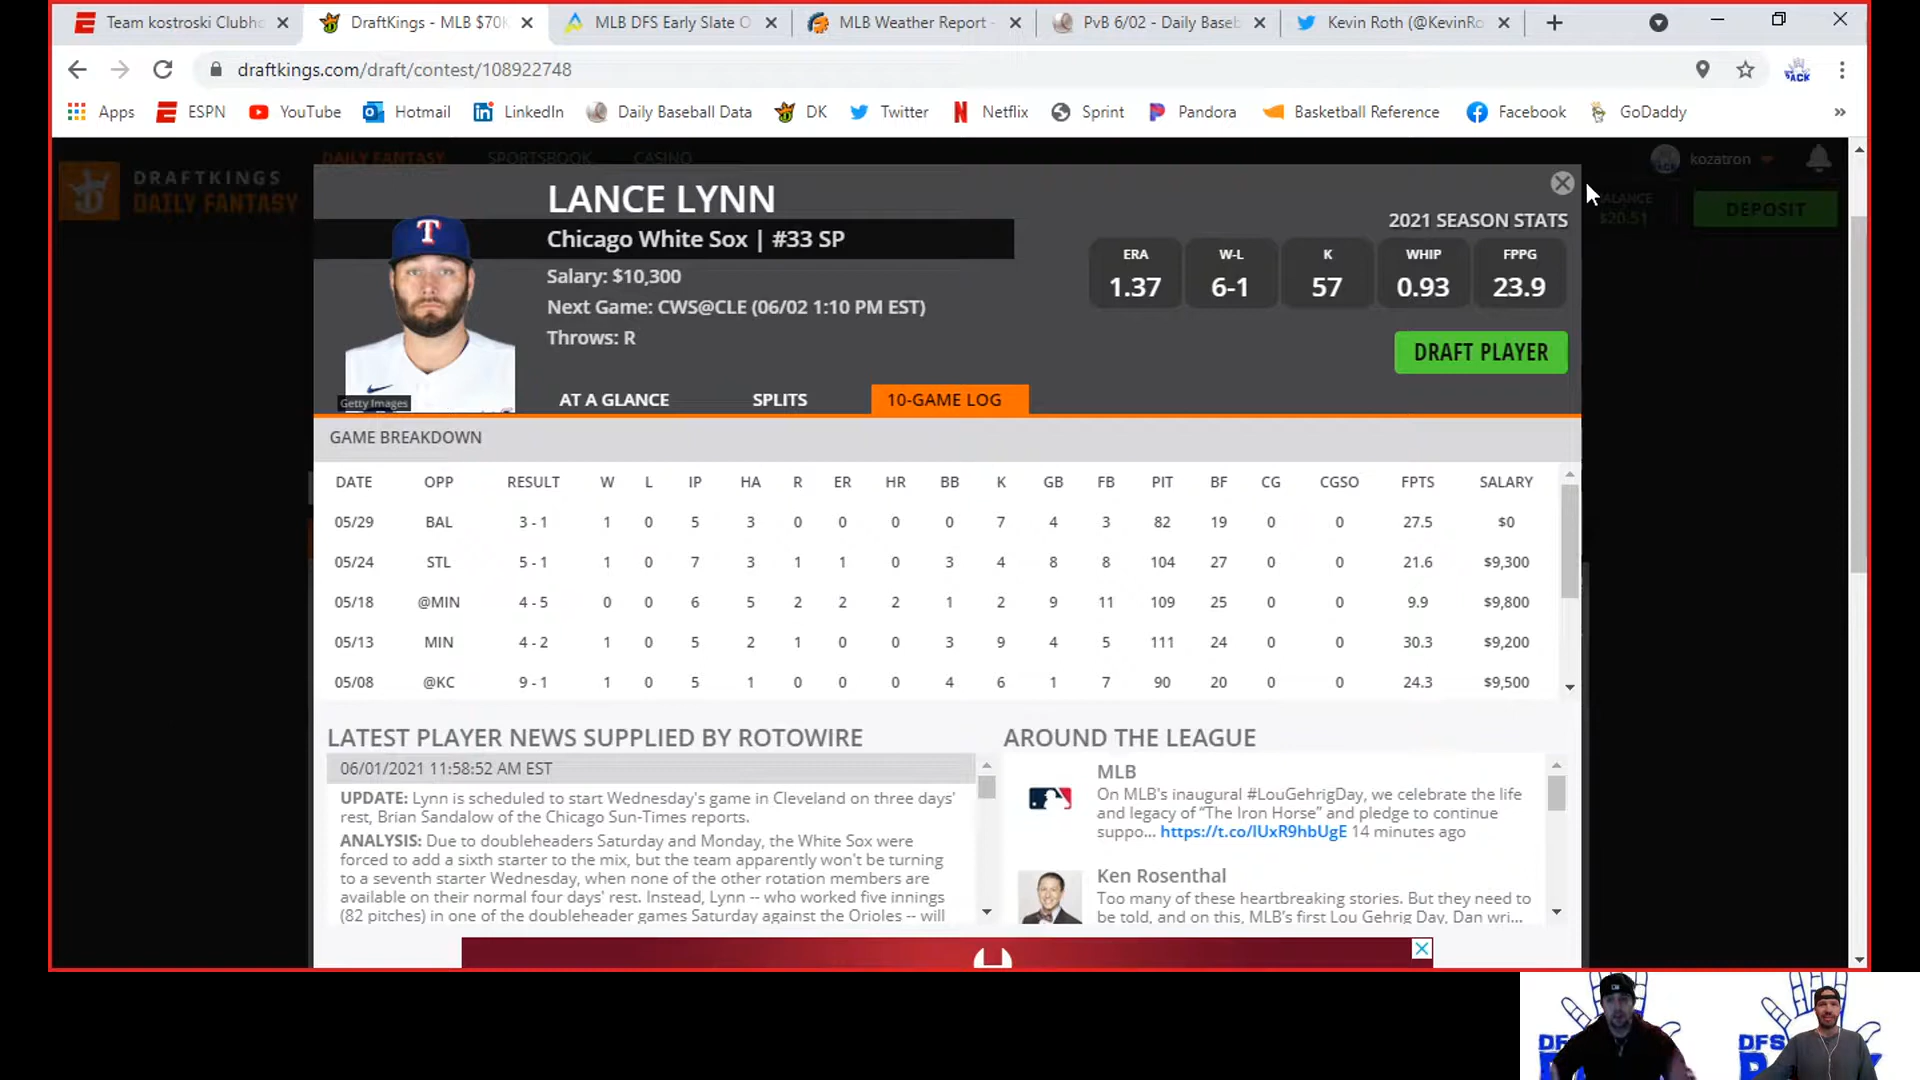 Team kostroski Clubho
DraftKings - MLB $70K
MLB DFS Early Slate O
MLB Weather Report -
PvB 6/02 - Daily Baseb
Kevin Roth (@KevinRo
draftkings.com/draft/contest/108922748
Apps ESPN YouTube Hotmail LinkedIn Daily Baseball Data DK Twitter Netflix Sprint Pandora Basketball Reference Facebook GoDaddy »
DAILY FANTASY SPORTSBOOK CASINO
kozatron
DRAFTKINGS
DAILY FANTASY
BALANCE
$20.51
DEPOSIT
LANCE LYNN
Chicago White Sox | #33 SP
Salary: $10,300
Next Game: CWS@CLE (06/02 1:10 PM EST)
Throws: R
Getty Images
2021 SEASON STATS
ERA W-L K WHIP FPPG
1.37 6-1 57 0.93 23.9
DRAFT PLAYER
AT A GLANCE SPLITS 10-GAME LOG
GAME BREAKDOWN
DATE OPP RESULT W L IP HA R ER HR BB K GB FB PIT BF CG CGSO FPTS SALARY
05/29 BAL 3 - 1 1 0 5 3 0 0 0 0 7 4 3 82 19 0 0 27.5 $0
05/24 STL 5 - 1 1 0 7 3 1 1 0 3 4 8 8 104 27 0 0 21.6 $9,300
05/18 @MIN 4 - 5 0 0 6 5 2 2 2 1 2 9 11 109 25 0 0 9.9 $9,800
05/13 MIN 4 - 2 1 0 5 2 1 0 0 3 9 4 5 111 24 0 0 30.3 $9,200
05/08 @KC 9 - 1 1 0 5 1 0 0 0 4 6 1 7 90 20 0 0 24.3 $9,500
LATEST PLAYER NEWS SUPPLIED BY ROTOWIRE
06/01/2021 11:58:52 AM EST
UPDATE: Lynn is scheduled to start Wednesday's game in Cleveland on three days'
rest, Brian Sandalow of the Chicago Sun-Times reports.
ANALYSIS: Due to doubleheaders Saturday and Monday, the White Sox were
forced to add a sixth starter to the mix, but the team apparently won't be turning
to a seventh starter Wednesday, when none of the other rotation members are
available on their normal four days' rest. Instead, Lynn -- who worked five innings
(82 pitches) in one of the doubleheader games Saturday against the Orioles -- will
AROUND THE LEAGUE
MLB
On MLB's inaugural #LouGehrigDay, we celebrate the life
and legacy of “The Iron Horse” and pledge to continue
suppo... https://t.co/IUxR9hbUgE 14 minutes ago
Ken Rosenthal
Too many of these heartbreaking stories. But they need to
be told, and on this, MLB’s first Lou Gehrig Day, Dan wri...
DFS
DFS